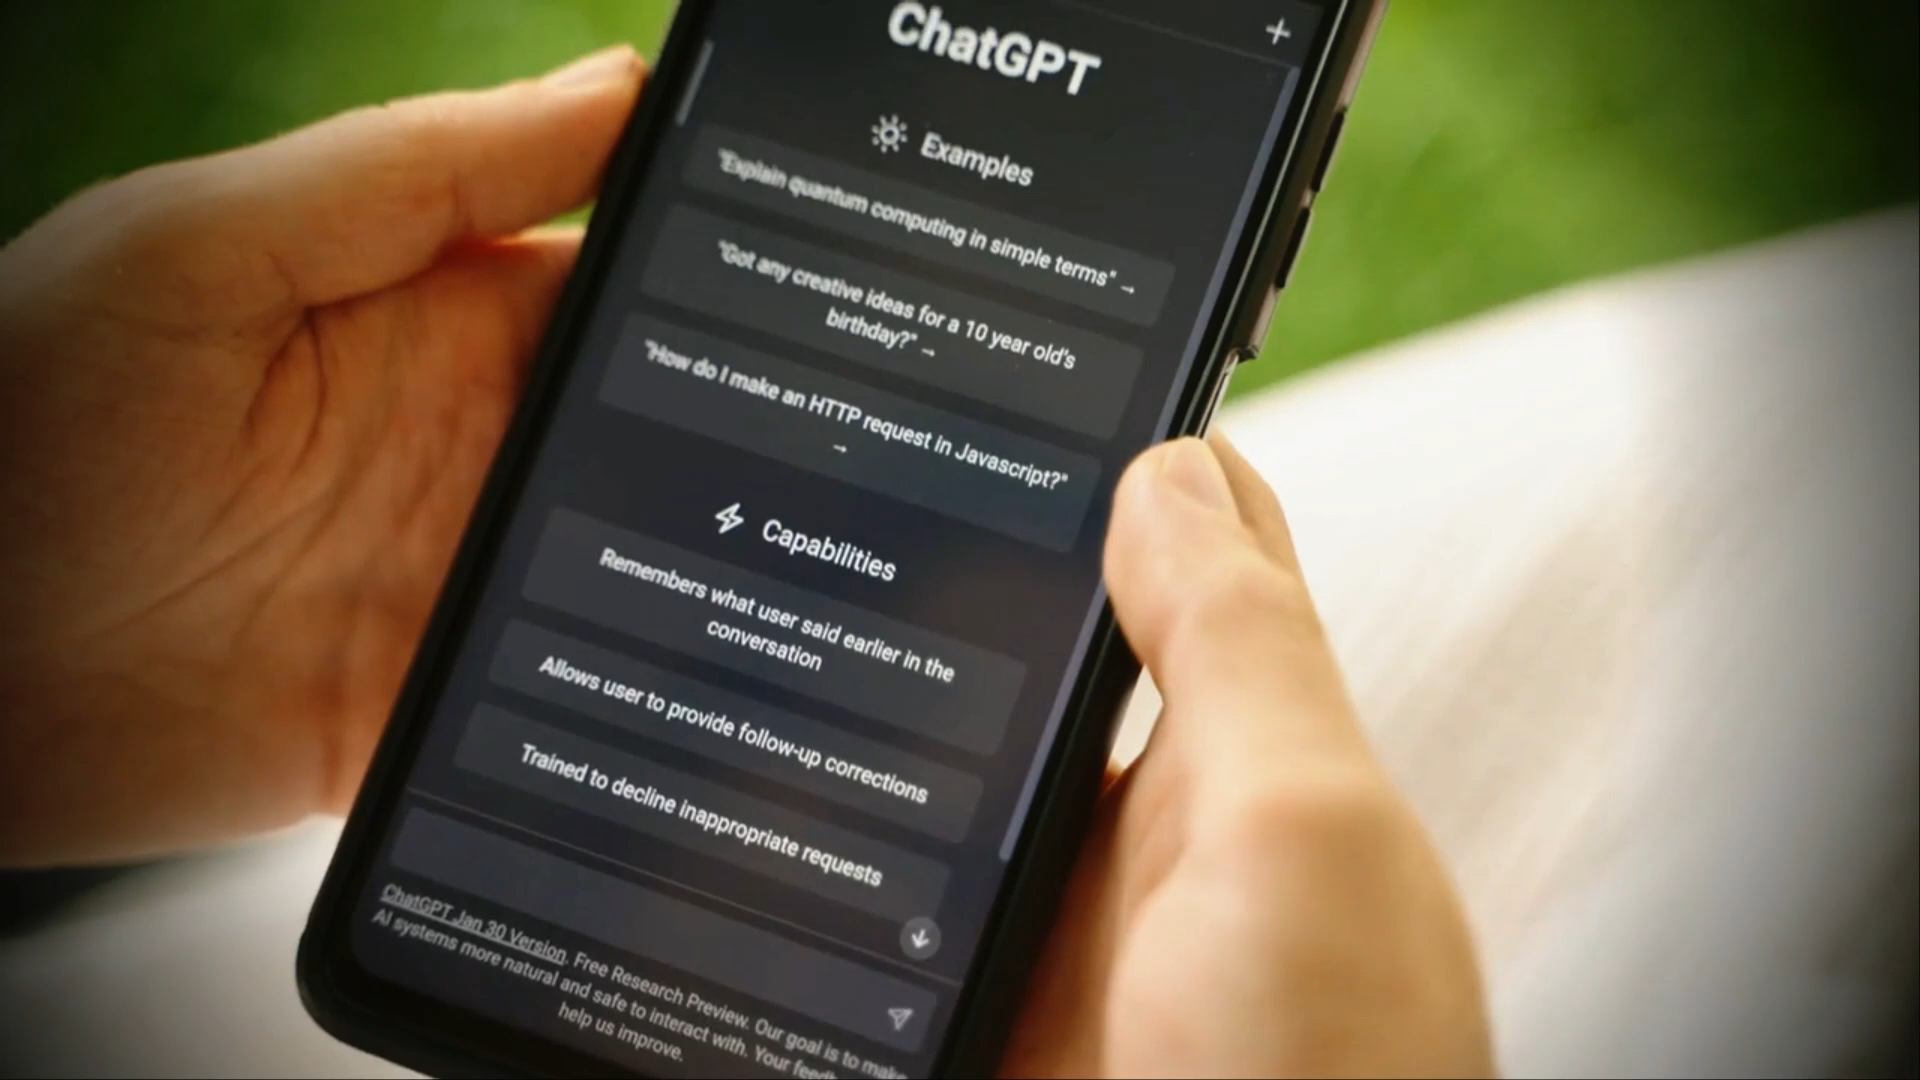 ChatGPT
Examples
"Explain quantum computing in simple terms" →
"Got any creative ideas for a 10 year old's
birthday?" →
"How do I make an HTTP request in Javascript?"
→
Capabilities
Remembers what user said earlier in the
conversation
Allows user to provide follow-up corrections
Trained to decline inappropriate requests
ChatGPT Jan 30 Version. Free Research Preview. Our goal is to make
AI systems more natural and safe to interact with. Your
help us improve.